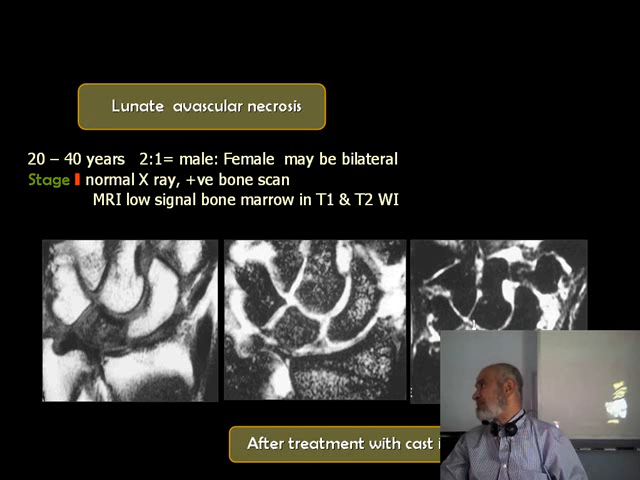 Lunate avascular necrosis
20 – 40 years 2:1= male: Female may be bilateral
Stage I normal X ray, +ve bone scan
MRI low signal bone marrow in T1 & T2 WI
After treatment with cast